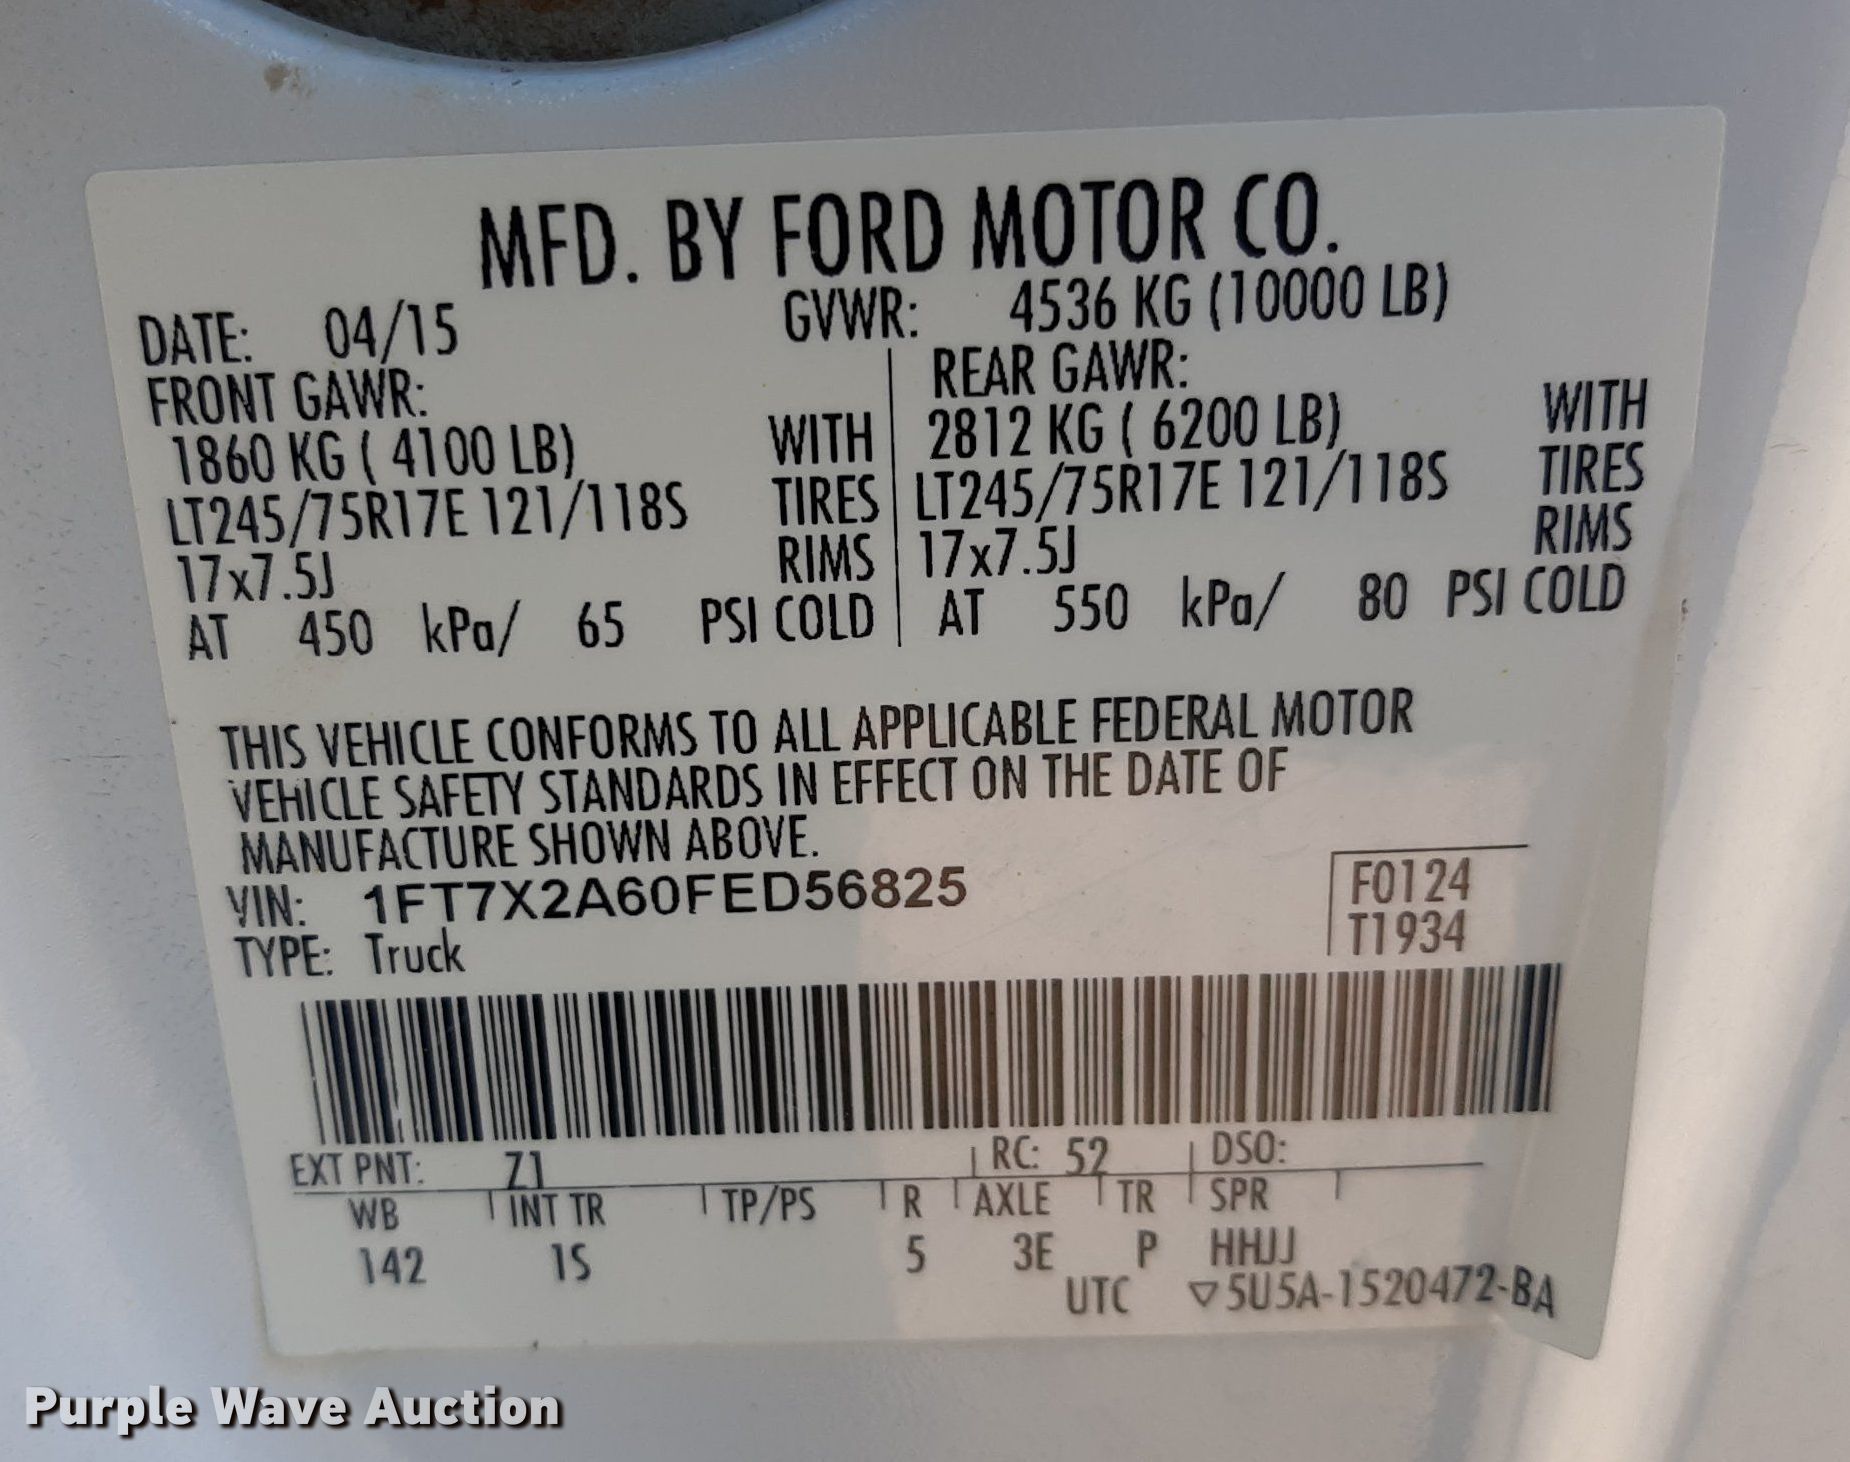 MFD. BY FORD MOTOR CO.
DATE: 04/15 GVWR: 4536 KG (10000 LB)
FRONT GAWR: REAR GAWR:
1860 KG ( 4100 LB) WITH 2812 KG ( 6200 LB) WITH
LT245/75R17E 121/118S TIRES LT245/75R17E 121/118S TIRES
17x7.5J RIMS 17x7.5J RIMS
AT 450 kPa/ 65 PSI COLD AT 550 kPa/ 80 PSI COLD
THIS VEHICLE CONFORMS TO ALL APPLICABLE FEDERAL MOTOR
VEHICLE SAFETY STANDARDS IN EFFECT ON THE DATE OF
MANUFACTURE SHOWN ABOVE.
VIN: 1FT7X2A60FED56825 F0124
TYPE: Truck T1934
EXT PNT: Z1 RC: 52 DSO:
WB INT TR TP/PS R AXLE TR SPR
142 1S 5 3E P HHJJ
UTC ▽5U5A-1520472-BA
Purple Wave Auction